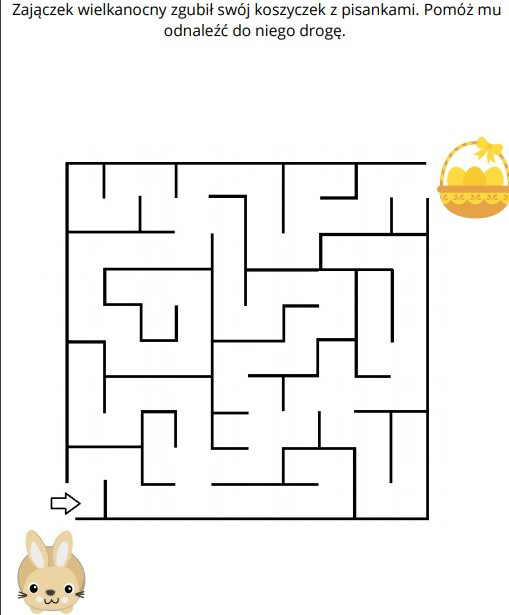 Zajączek wielkanocny zgubił swój koszyczek z pisankami. Pomóż mu
odnaleźć do niego drogę.